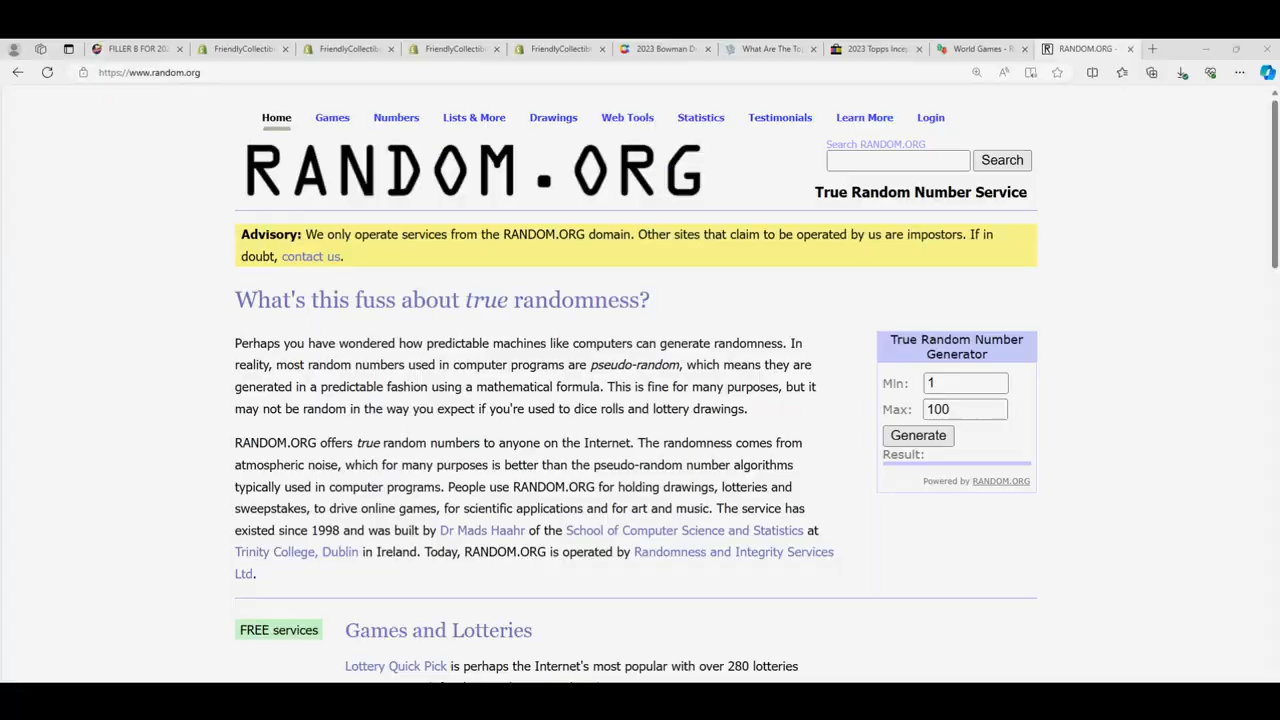 FILLER B FOR 202
FriendlyCollectib
FriendlyCollectib
FriendlyCollectib
FriendlyCollectib
2023 Bowman D
What Are The To
2023 Topps Ince
World Games - R
RANDOM.ORG -
https://www.random.org
Home
Games
Numbers
Lists & More
Drawings
Web Tools
Statistics
Testimonials
Learn More
Login
RANDOM.ORG
Search RANDOM.ORG
Search
True Random Number Service
Advisory: We only operate services from the RANDOM.ORG domain. Other sites that claim to be operated by us are impostors. If in
doubt, contact us.
What's this fuss about true randomness?
Perhaps you have wondered how predictable machines like computers can generate randomness. In
reality, most random numbers used in computer programs are pseudo-random, which means they are
generated in a predictable fashion using a mathematical formula. This is fine for many purposes, but it
may not be random in the way you expect if you're used to dice rolls and lottery drawings.
RANDOM.ORG offers true random numbers to anyone on the Internet. The randomness comes from
atmospheric noise, which for many purposes is better than the pseudo-random number algorithms
typically used in computer programs. People use RANDOM.ORG for holding drawings, lotteries and
sweepstakes, to drive online games, for scientific applications and for art and music. The service has
existed since 1998 and was built by Dr Mads Haahr of the School of Computer Science and Statistics at
Trinity College, Dublin in Ireland. Today, RANDOM.ORG is operated by Randomness and Integrity Services
Ltd.
True Random Number
Generator
Min: 1
Max: 100
Generate
Result:
Powered by RANDOM.ORG
FREE services
Games and Lotteries
Lottery Quick Pick is perhaps the Internet's most popular with over 280 lotteries